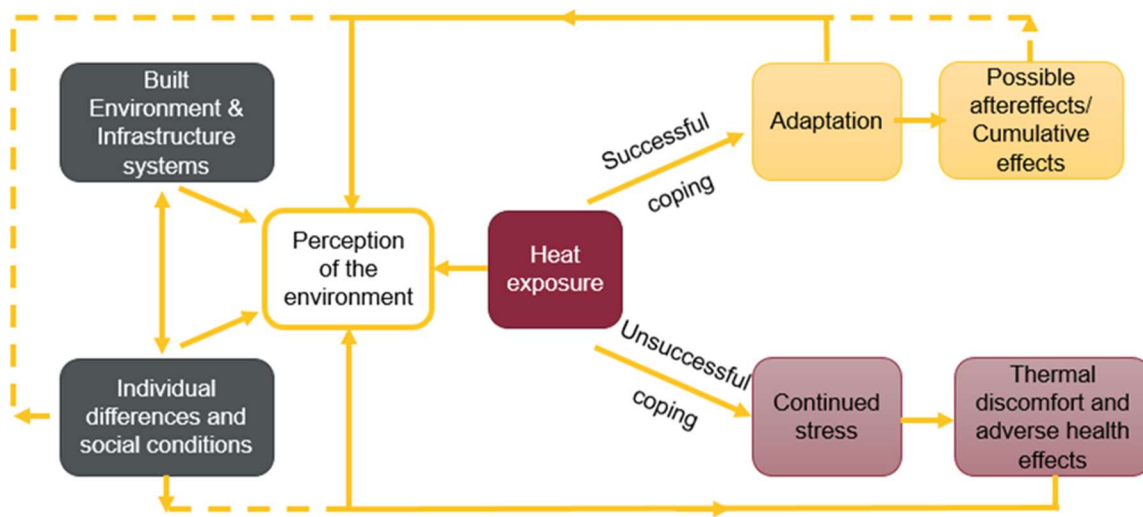 Built
Environment &
Infrastructure
systems
Individual
differences and
social conditions
Perception
of the
environment
Heat
exposure
Successful
coping
Unsuccessful
coping
Adaptation
Possible
aftereffects/
Cumulative
effects
Continued
stress
Thermal
discomfort and
adverse health
effects